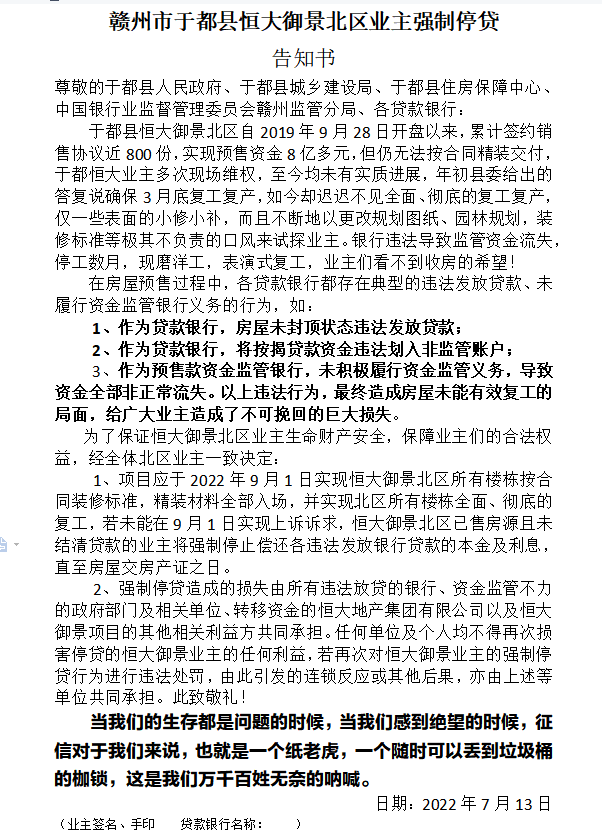 赣州市于都县恒大御景北区业主强制停贷
告知书
尊敬的于都县人民政府、于都县城乡建设局、于都县住房保障中心、
中国银行业监督管理委员会赣州监管分局、各贷款银行：
于都县恒大御景北区自 2019 年 9 月 28 日开盘以来，累计签约销
售协议近 800 份，实现预售资金 8 亿多元，但仍无法按合同精装交付，
于都恒大业主多次现场维权，至今均未有实质进展，年初县委给出的
答复说确保 3 月底复工复产，如今却迟迟不见全面、彻底的复工复产，
仅一些表面的小修小补，而且不断地以更改规划图纸、园林规划，装
修标准等极其不负责的口风来试探业主。银行违法导致监管资金流失，
停工数月，现磨洋工，表演式复工，业主们看不到收房的希望！
在房屋预售过程中，各贷款银行都存在典型的违法发放贷款、未
履行资金监管银行义务的行为，如：
1、作为贷款银行，房屋未封顶状态违法发放贷款；
2、作为贷款银行，将按揭贷款资金违法划入非监管账户；
3、作为预售款资金监管银行，未积极履行资金监管义务，导致
资金全部非正常流失。以上违法行为，最终造成房屋未能有效复工的
局面，给广大业主造成了不可挽回的巨大损失。
为了保证恒大御景北区业主生命财产安全，保障业主们的合法权
益，经全体北区业主一致决定：
1、项目应于 2022 年 9 月 1 日实现恒大御景北区所有楼栋按合
同装修标准，精装材料全部入场，并实现北区所有楼栋全面、彻底的
复工，若未能在 9 月 1 日实现上诉诉求，恒大御景北区已售房源且未
结清贷款的业主将强制停止偿还各违法发放银行贷款的本金及利息，
直至房屋交房产证之日。
2、强制停贷造成的损失由所有违法放贷的银行、资金监管不力
的政府部门及相关单位、转移资金的恒大地产集团有限公司以及恒大
御景项目的其他相关利益方共同承担。任何单位及个人均不得再次损
害停贷的恒大御景业主的任何利益，若再次对恒大御景业主的强制停
贷行为进行违法处罚，由此引发的连锁反应或其他后果，亦由上述等
单位共同承担。此致敬礼！
当我们的生存都是问题的时候，当我们感到绝望的时候，征
信对于我们来说，也就是一个纸老虎，一个随时可以丢到垃圾桶
的枷锁，这是我们万千百姓无奈的呐喊。
日期：2022 年 7 月 13 日
（业主签名、手印 贷款银行名称： ）